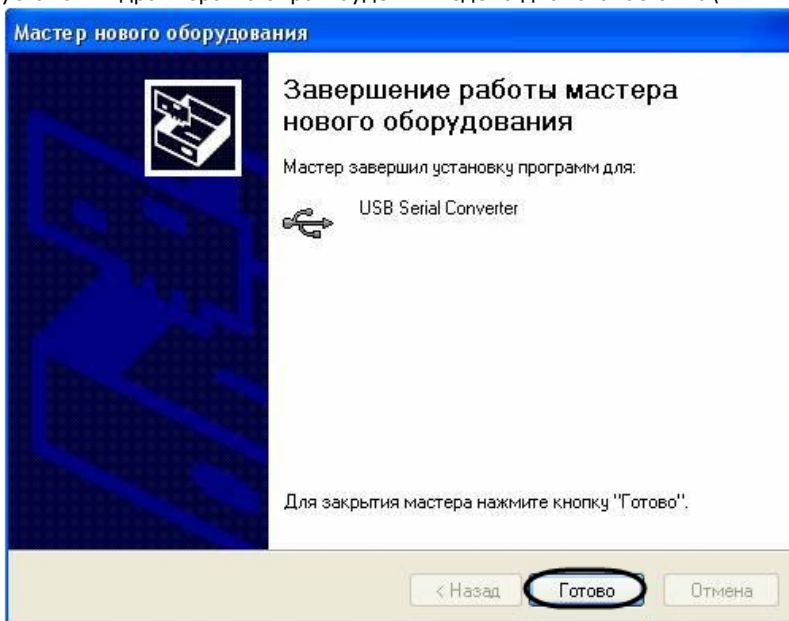 Мастер нового оборудования
Завершение работы мастера
нового оборудования
Мастер завершил установку программ для:
USB Serial Converter
Для закрытия мастера нажмите кнопку "Готово".
< Назад
Готово
Отмена